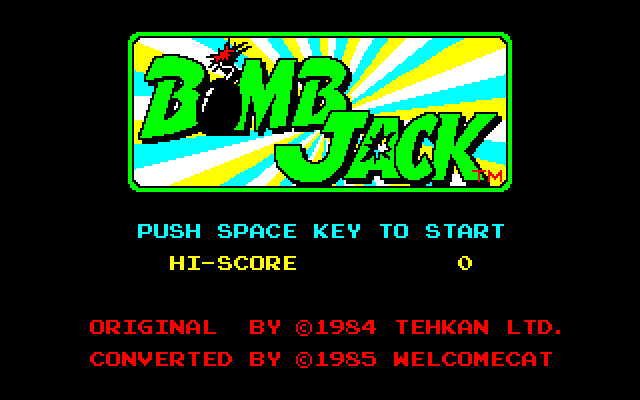 BOMB
JACK TM
PUSH SPACE KEY TO START
HI-SCORE 0
ORIGINAL BY ©1984 TEHKAN LTD.
CONVERTED BY ©1985 WELCOMECAT